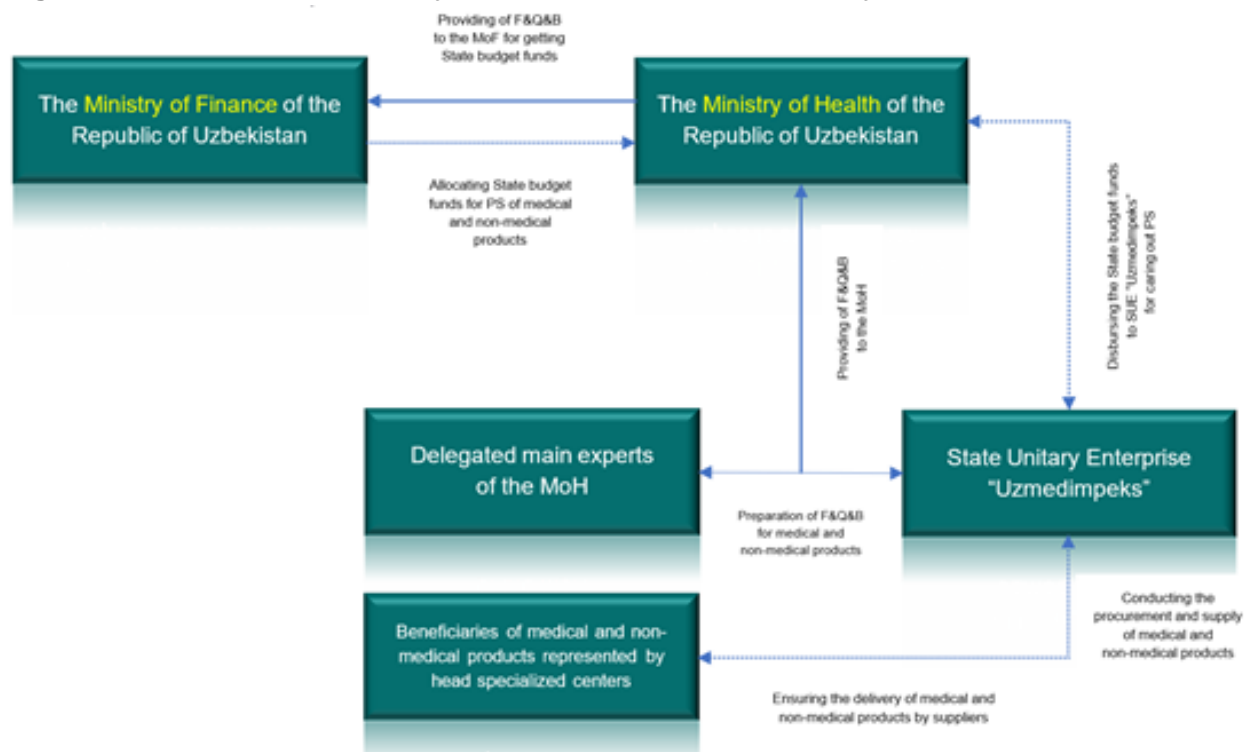 Providing of F&Q&B
to the MoF for getting
State budget funds
The Ministry of Finance of the
Republic of Uzbekistan
The Ministry of Health of the
Republic of Uzbekistan
Allocating State budget
funds for PS of medical
and non-medical
products
Providing of F&Q&B
to the MoH
Disbursing the State budget funds
to SUE "Uzmedimpeks"
for caring out PS
Delegated main experts
of the MoH
State Unitary Enterprise
"Uzmedimpeks"
Preparation of F&Q&B
for medical and
non-medical products
Beneficiaries of medical and non-
medical products represented by
head specialized centers
Conducting the
procurement and supply
of medical and
non-medical products
Ensuring the delivery of medical and
non-medical products by suppliers